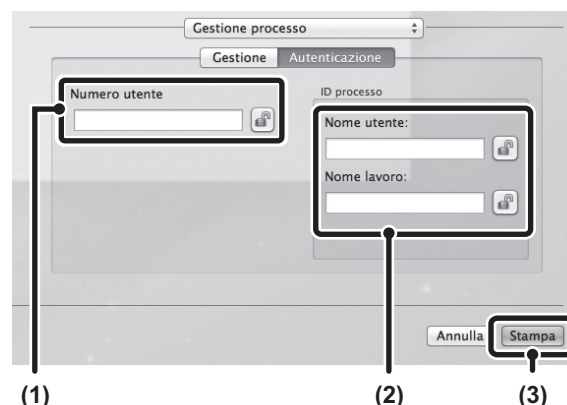 Gestione processo
Gestione Autenticazione
Numero utente
ID processo
Nome utente:
Nome lavoro:
Annulla Stampa
(1) (2) (3)